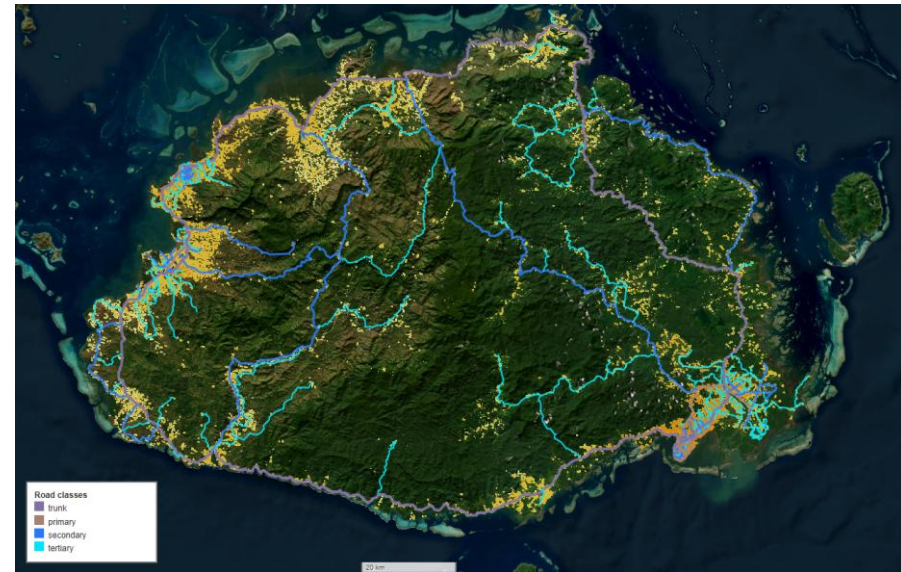 Road classes
trunk
primary
secondary
tertiary
20 km